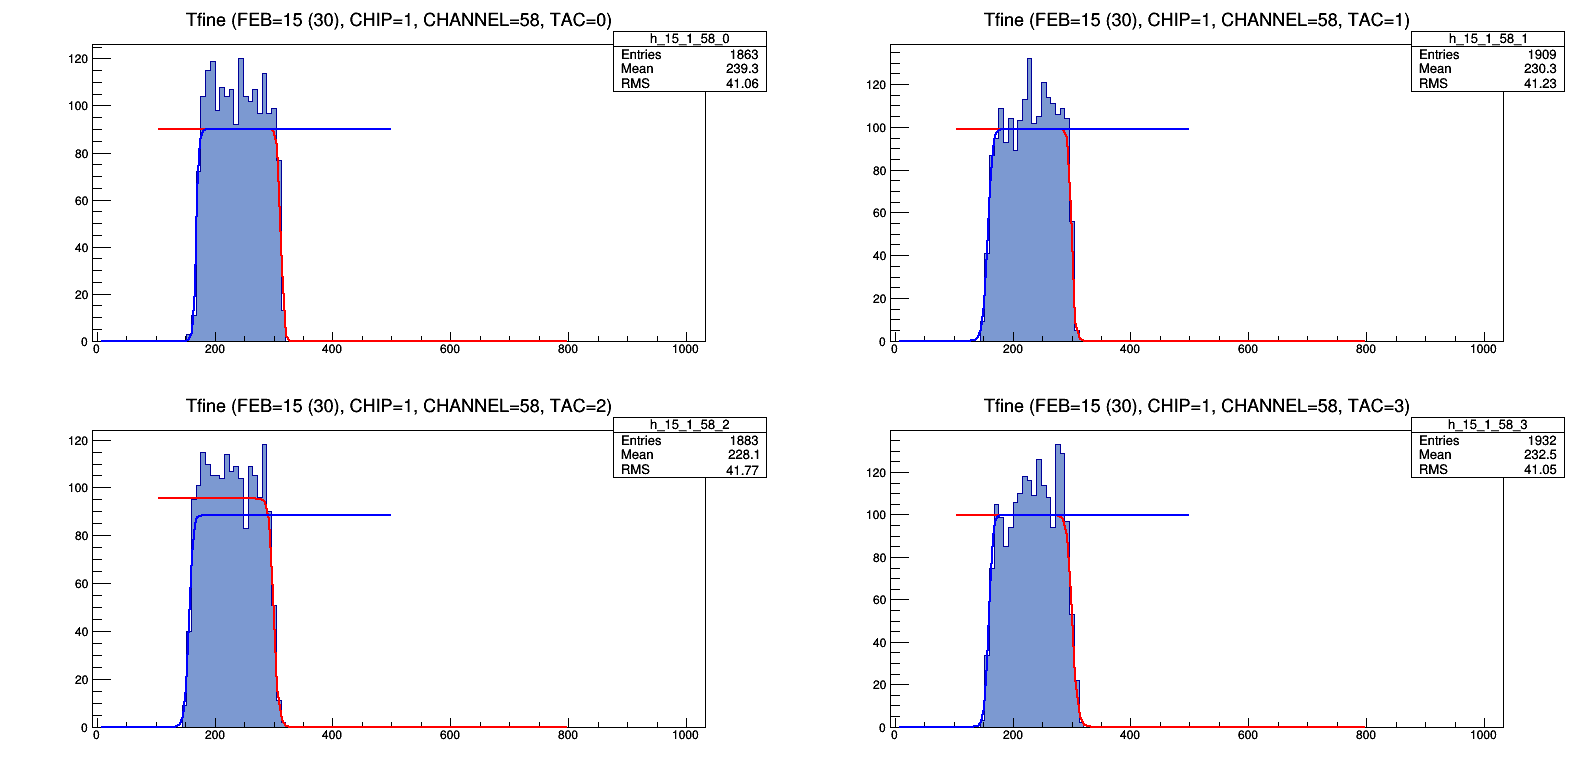 Tfine (FEB=15 (30), CHIP=1, CHANNEL=58, TAC=0)
h_15_1_58_0
Entries 1863
Mean 239.3
RMS 41.06
120
100
80
60
40
20
0
0 200 400 600 800 1000
Tfine (FEB=15 (30), CHIP=1, CHANNEL=58, TAC=1)
h_15_1_58_1
Entries 1909
Mean 230.3
RMS 41.23
120
100
80
60
40
20
0
0 200 400 600 800 1000
Tfine (FEB=15 (30), CHIP=1, CHANNEL=58, TAC=2)
h_15_1_58_2
Entries 1883
Mean 228.1
RMS 41.77
120
100
80
60
40
20
0
0 200 400 600 800 1000
Tfine (FEB=15 (30), CHIP=1, CHANNEL=58, TAC=3)
h_15_1_58_3
Entries 1932
Mean 232.5
RMS 41.05
120
100
80
60
40
20
0
0 200 400 600 800 1000